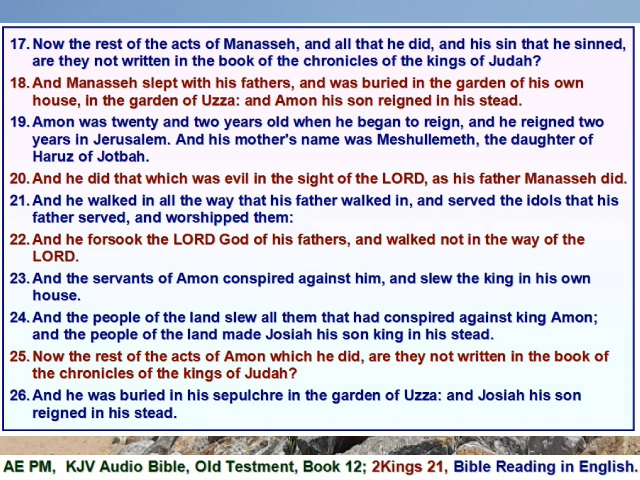 17. Now the rest of the acts of Manasseh, and all that he did, and his sin that he sinned,
are they not written in the book of the chronicles of the kings of Judah?
18. And Manasseh slept with his fathers, and was buried in the garden of his own
house, in the garden of Uzza: and Amon his son reigned in his stead.
19. Amon was twenty and two years old when he began to reign, and he reigned two
years in Jerusalem. And his mother's name was Meshullemeth, the daughter of
Haruz of Jotbah.
20. And he did that which was evil in the sight of the LORD, as his father Manasseh did.
21. And he walked in all the way that his father walked in, and served the idols that his
father served, and worshipped them:
22. And he forsook the LORD God of his fathers, and walked not in the way of the
LORD.
23. And the servants of Amon conspired against him, and slew the king in his own
house.
24. And the people of the land slew all them that had conspired against king Amon;
and the people of the land made Josiah his son king in his stead.
25. Now the rest of the acts of Amon which he did, are they not written in the book of
the chronicles of the kings of Judah?
26. And he was buried in his sepulchre in the garden of Uzza: and Josiah his son
reigned in his stead.
AE PM, KJV Audio Bible, Old Testment, Book 12; 2Kings 21, Bible Reading in English.